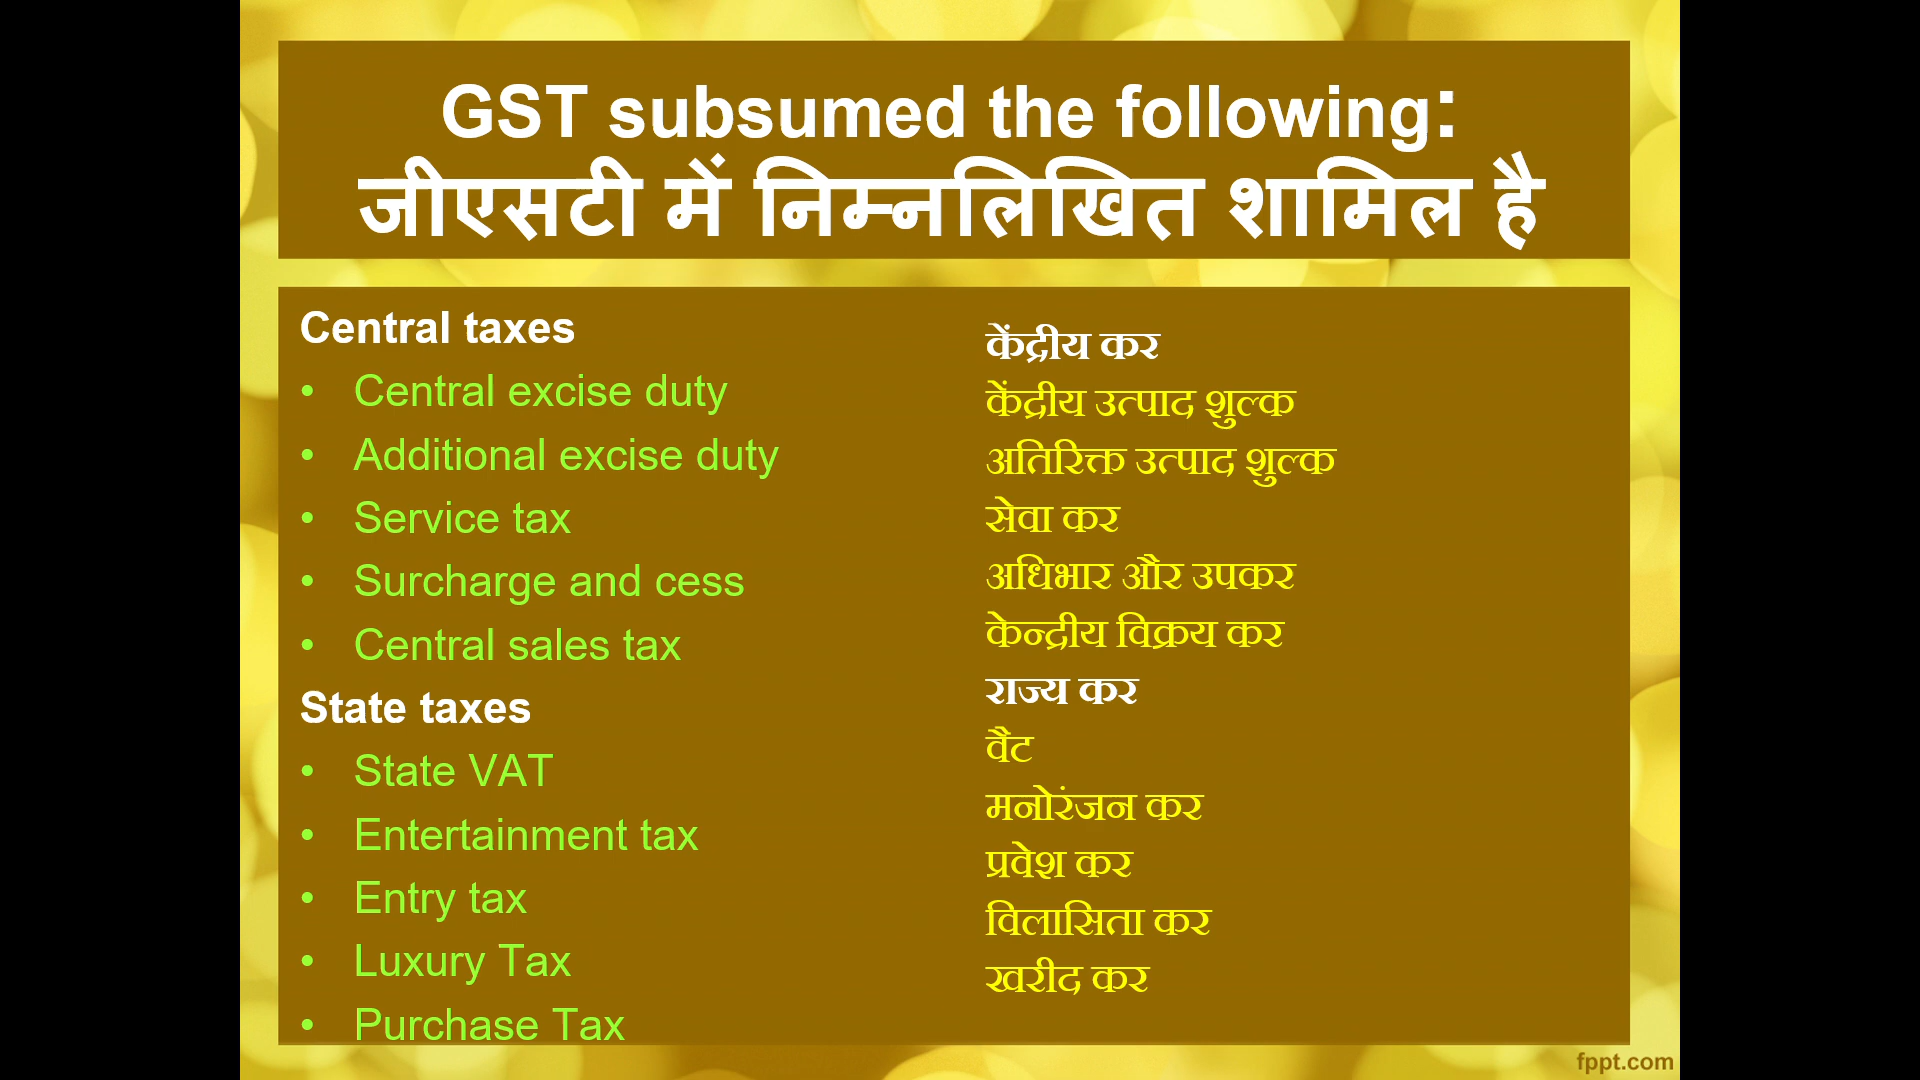 GST subsumed the following:
जीएसटी में निम्नलिखित शामिल है
Central taxes
• Central excise duty
• Additional excise duty
• Service tax
• Surcharge and cess
• Central sales tax
State taxes
• State VAT
• Entertainment tax
• Entry tax
• Luxury Tax
• Purchase Tax
केंद्रीय कर
केंद्रीय उत्पाद शुल्क
अतिरिक्त उत्पाद शुल्क
सेवा कर
अधिभार और उपकर
केन्द्रीय विक्रय कर
राज्य कर
वैट
मनोरंजन कर
प्रवेश कर
विलासिता कर
खरीद कर
fppt.com